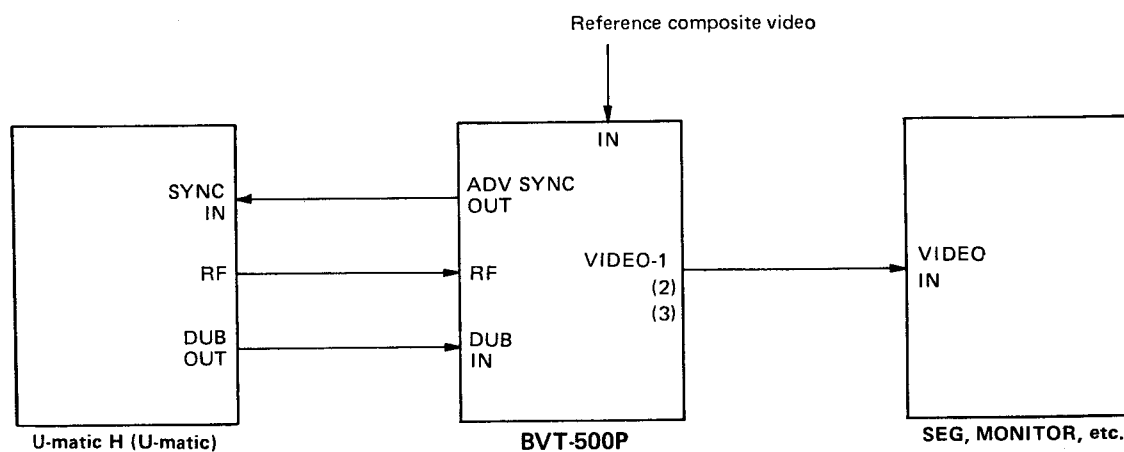 Reference composite video
IN
SYNC
IN
RF
DUB
OUT
ADV SYNC
OUT
RF
DUB
IN
VIDEO-1
(2)
(3)
VIDEO
IN
U-matic H (U-matic)
BVT-500P
SEG, MONITOR, etc.